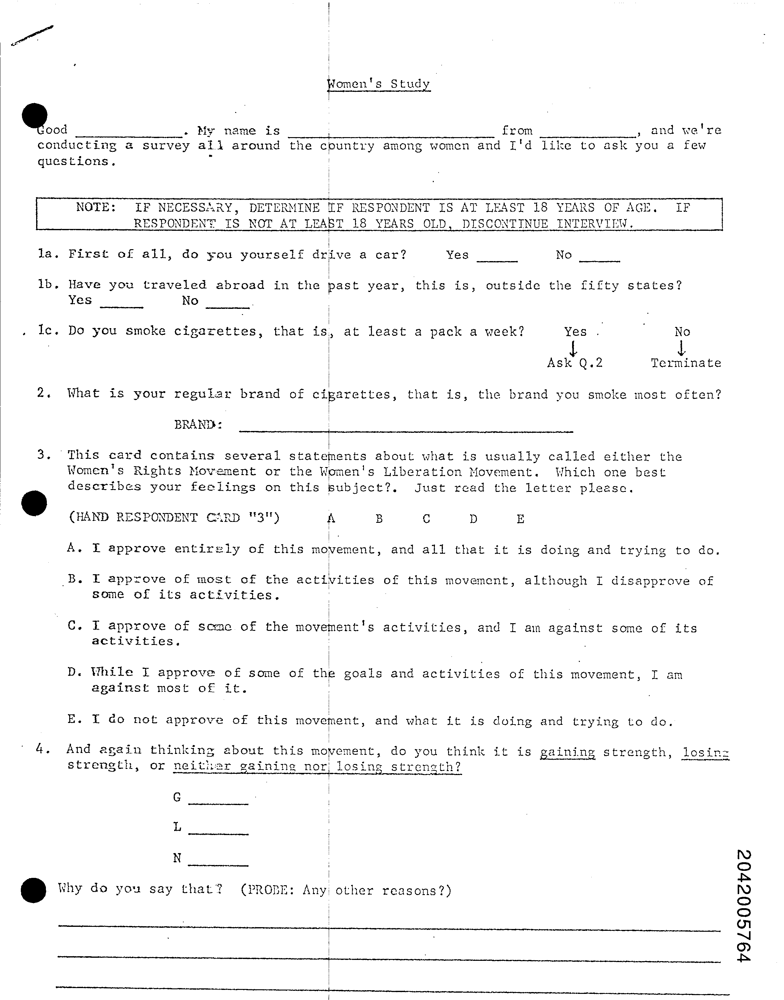 Women's Study
Good ______. My name is ______ from ______, and we're
conducting a survey all around the country among women and I'd like to ask you a few
questions.
NOTE: IF NECESSARY, DETERMINE IF RESPONDENT IS AT LEAST 18 YEARS OF AGE. IF
RESPONDENT IS NOT AT LEAST 18 YEARS OLD, DISCONTINUE INTERVIEW.
1a. First of all, do you yourself drive a car? Yes ______ No ______
1b. Have you traveled abroad in the past year, this is, outside the fifty states?
Yes ______ No ______
1c. Do you smoke cigarettes, that is, at least a pack a week? Yes No
↓ ↓
Ask Q.2 Terminate
2. What is your regular brand of cigarettes, that is, the brand you smoke most often?
BRAND: ______
3. This card contains several statements about what is usually called either the
Women's Rights Movement or the Women's Liberation Movement. Which one best
describes your feelings on this subject?. Just read the letter please.
(HAND RESPONDENT CARD "3") A B C D E
A. I approve entirely of this movement, and all that it is doing and trying to do.
B. I approve of most of the activities of this movement, although I disapprove of
some of its activities.
C. I approve of some of the movement's activities, and I am against some of its
activities.
D. While I approve of some of the goals and activities of this movement, I am
against most of it.
E. I do not approve of this movement, and what it is doing and trying to do.
4. And again thinking about this movement, do you think it is gaining strength, losing
strength, or neither gaining nor losing strength?
G ______
L ______
N ______
Why do you say that? (PROBE: Any other reasons?)
2042005764